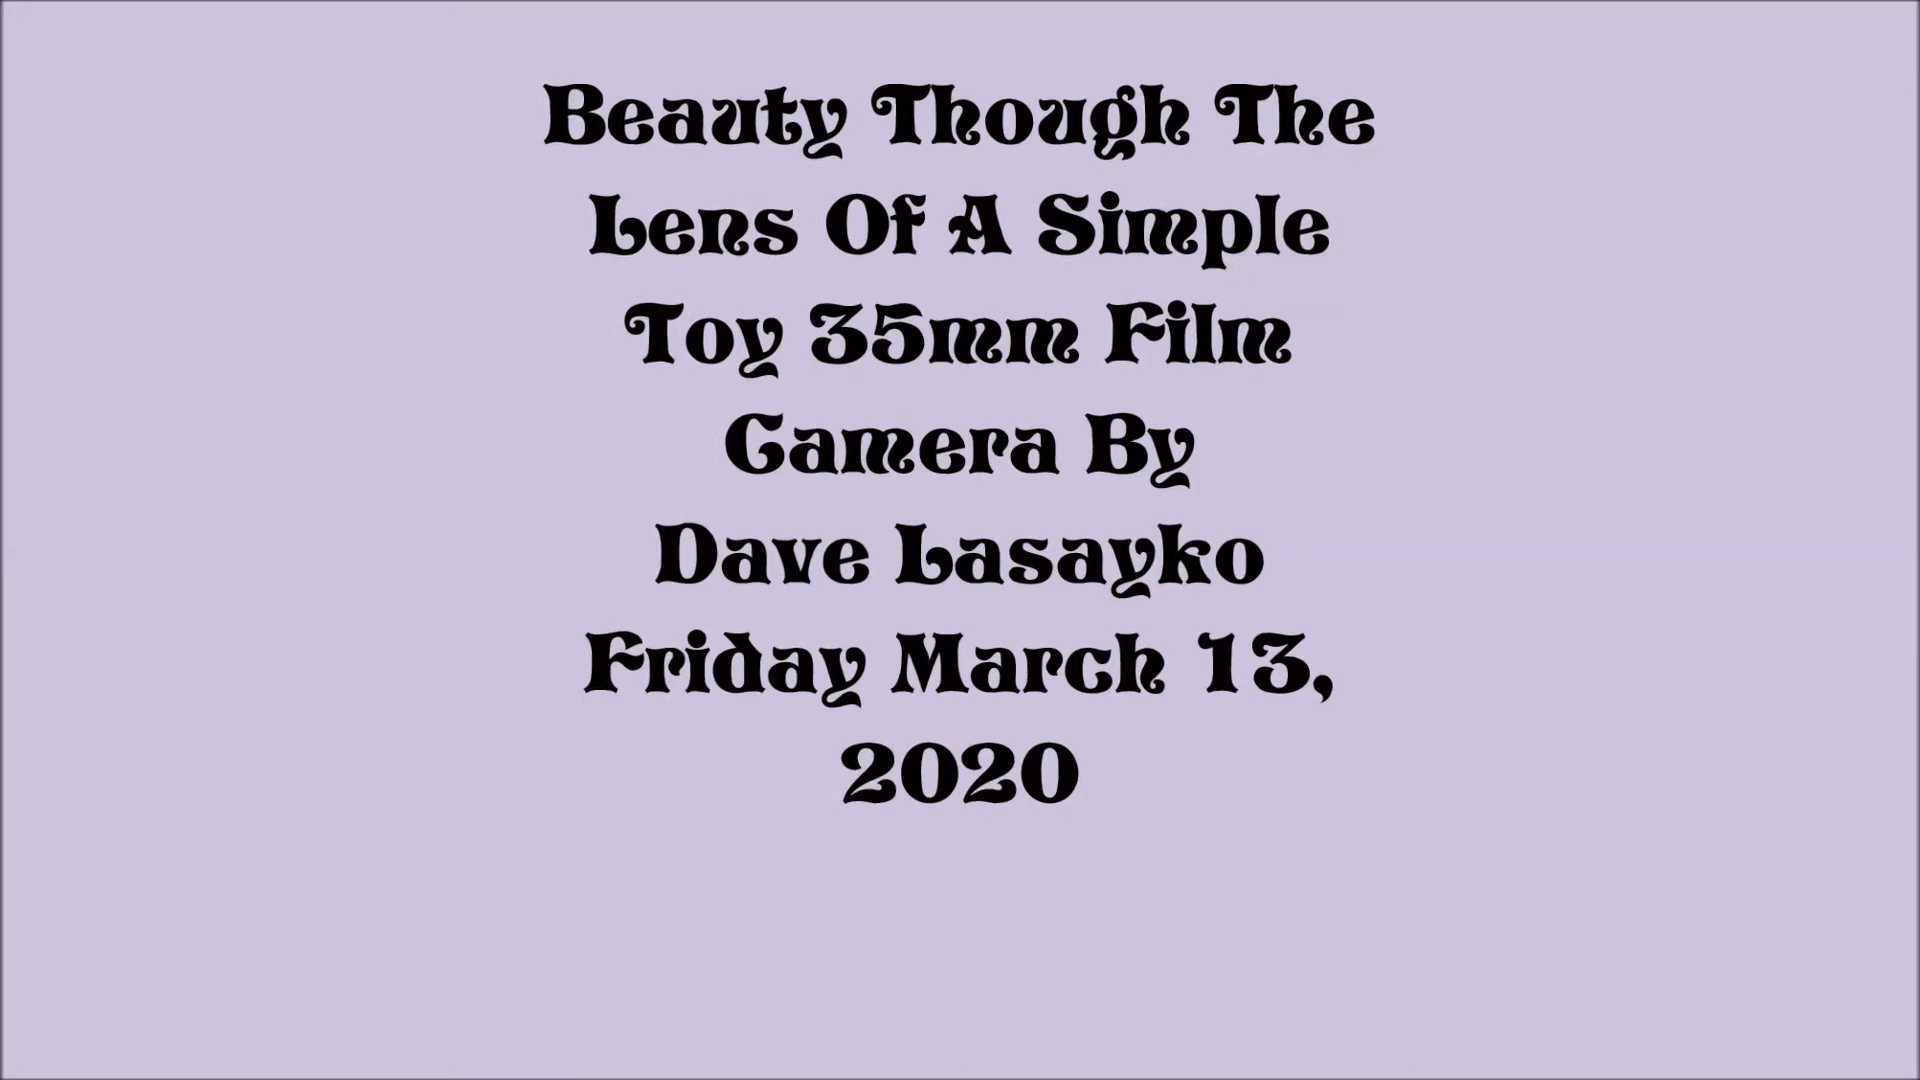 Beauty Though The
Lens Of A Simple
Toy 35mm Film
Camera By
Dave Lasayko
Friday March 13,
2020